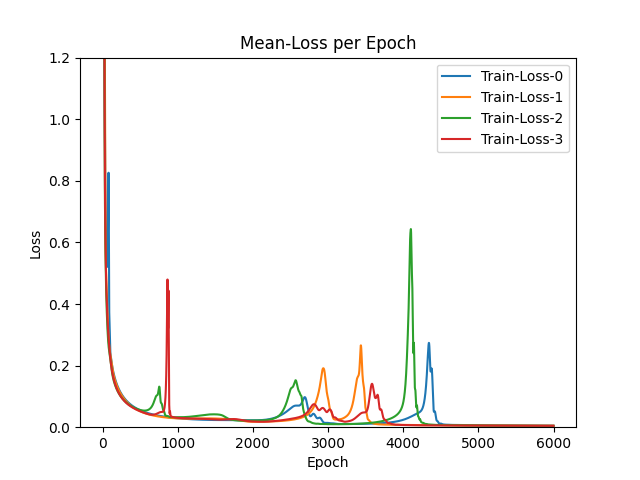 Mean-Loss per Epoch
1.2
1.0
0.8
0.6
0.4
0.2
0.0
Loss
Train-Loss-0
Train-Loss-1
Train-Loss-2
Train-Loss-3
0 1000 2000 3000 4000 5000 6000
Epoch